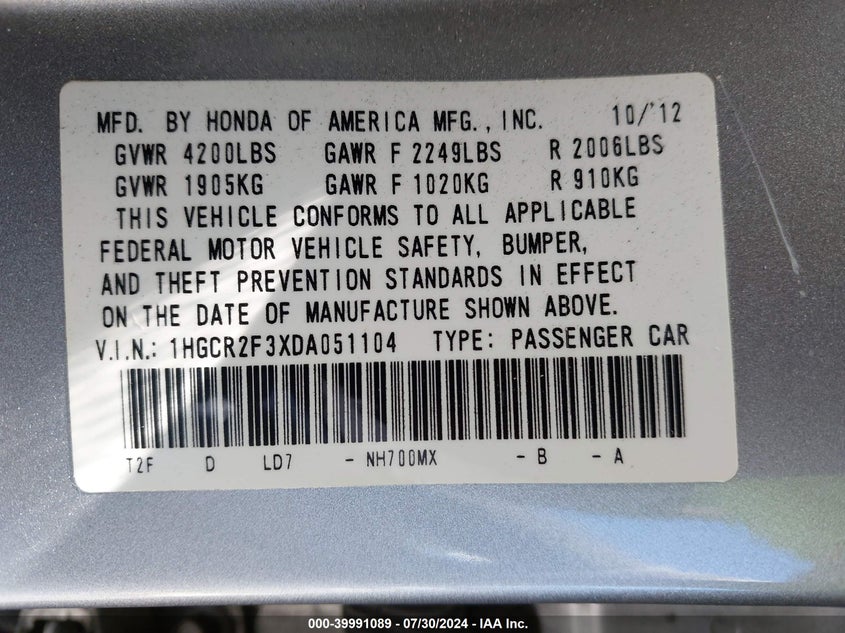 MFD. BY HONDA OF AMERICA MFG., INC. 10/'12
GVWR 4200LBS GAWR F 2249LBS R 2006LBS
GVWR 1905KG GAWR F 1020KG R 910KG
THIS VEHICLE CONFORMS TO ALL APPLICABLE
FEDERAL MOTOR VEHICLE SAFETY, BUMPER,
AND THEFT PREVENTION STANDARDS IN EFFECT
ON THE DATE OF MANUFACTURE SHOWN ABOVE.
V.I.N.: 1HGCR2F3XDA051104 TYPE: PASSENGER CAR
T2F D LD7 - NH700MX - B - A
000-39991089 - 07/30/2024 - IAA Inc.